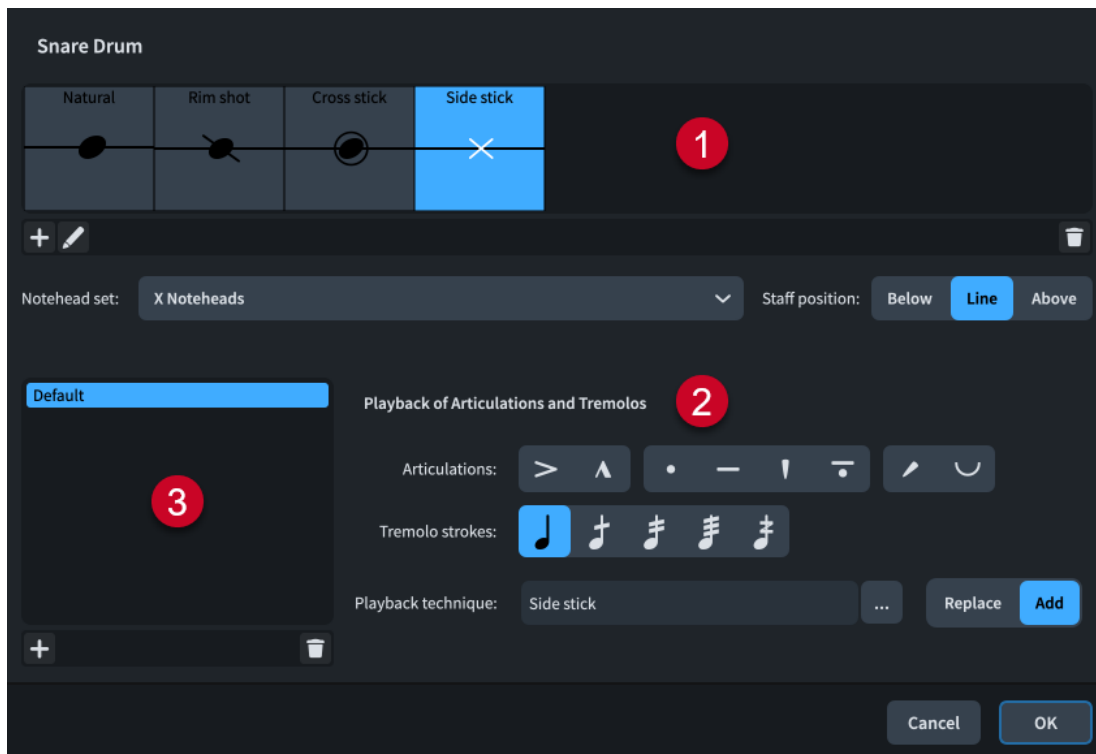 Snare Drum
Natural Rim shot Cross stick Side stick
1
Notehead set: X Noteheads Staff position: Below Line Above
Default
Playback of Articulations and Tremolos 2
Articulations:
3
Tremolo strokes:
Playback technique: Side stick ... Replace Add
Cancel OK